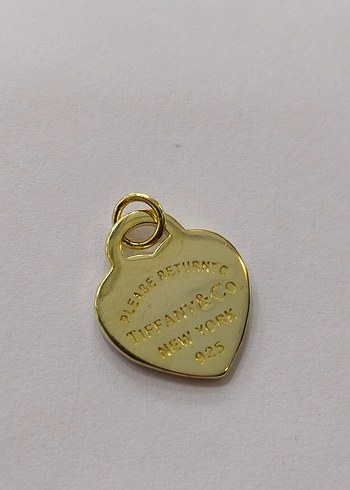 PLEASE RETURN TO
TIFFANY & CO.
NEW YORK
925